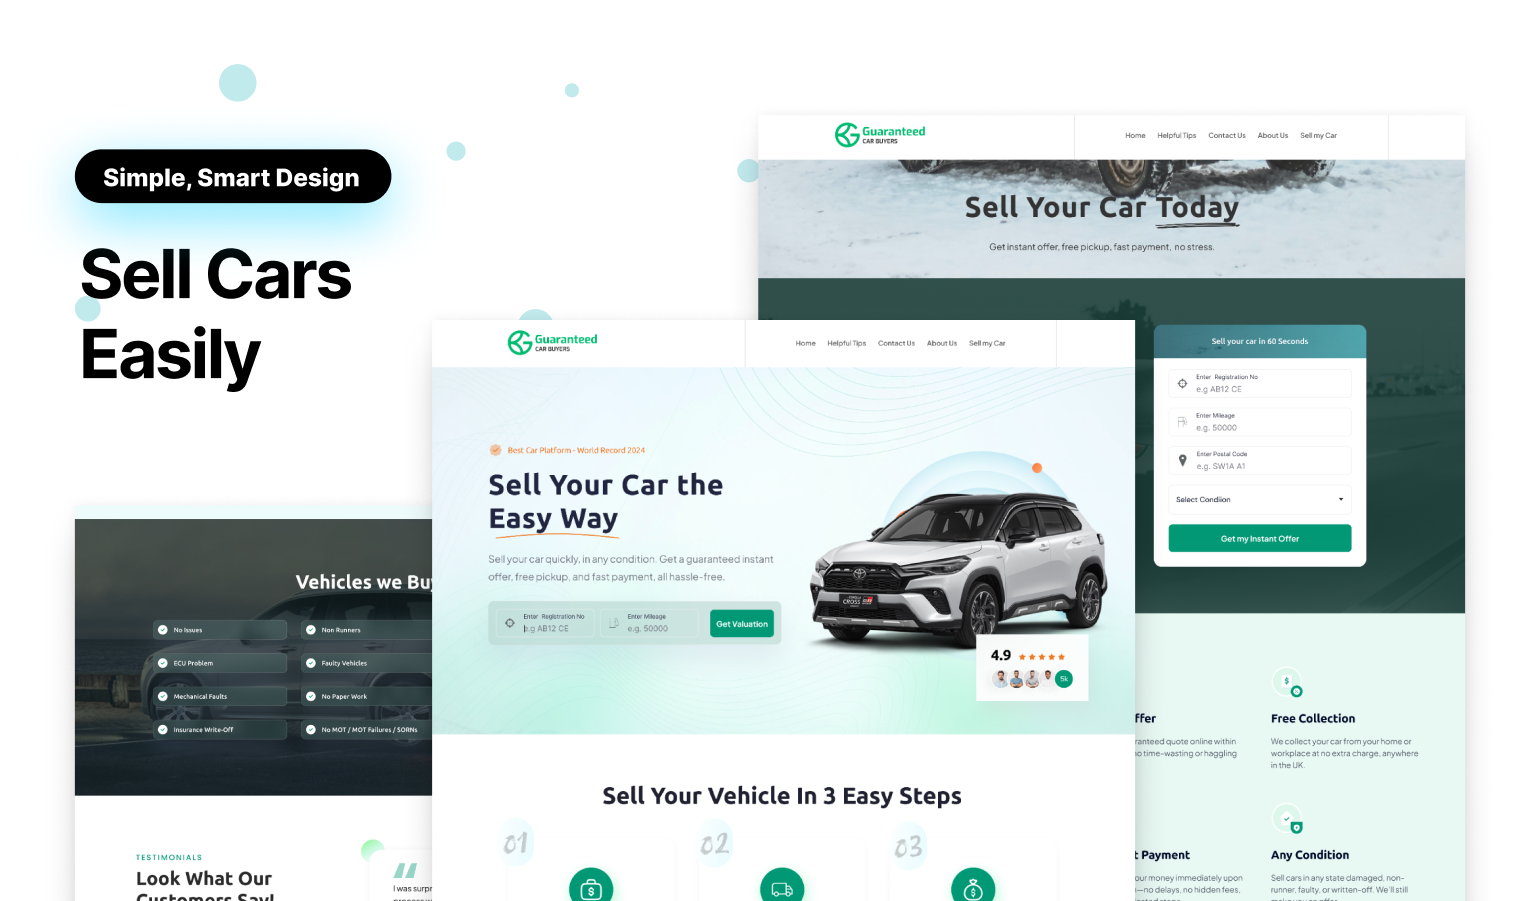 Simple, Smart Design
Sell Cars
Easily
Guaranteed
CAR BUYERS
Home Helpful Tips Contact Us About Us Sell my Car
Sell Your Car Today
Get instant offer, free pickup, fast payment, no stress.
Sell your car in 60 Seconds
Enter Registration No
e.g AB12 CE
Enter Mileage
e.g. 50000
Enter Postal Code
e.g. SW1A A1
Select Condiion
Get my Instant Offer
ffer
ranteed quote online within
no time-wasting or haggling
Free Collection
We collect your car from your home or
workplace at no extra charge, anywhere
in the UK.
t Payment
our money immediately upon
n—no delays, no hidden fees,
Any Condition
Sell cars in any state damaged, non-
runner, faulty, or written-off. We'll still
Guaranteed
CAR BUYERS
Home Helpful Tips Contact Us About Us Sell my Car
Best Car Platform - World Record 2024
Sell Your Car the
Easy Way
Sell your car quickly, in any condition. Get a guaranteed instant
offer, free pickup, and fast payment, all hassle-free.
Enter Registration No
e.g AB12 CE
Enter Mileage
e.g. 50000
Get Valuation
CROSS
4.9
5k
Sell Your Vehicle In 3 Easy Steps
01
02
03
Vehicles we Bu
No Issues
Non Runners
ECU Problem
Faulty Vehicles
Mechanical Faults
No Paper Work
Insurance Write-Off
No MOT / MOT Failures / SORNs
TESTIMONIALS
Look What Our
Customers Say!
I was surpr